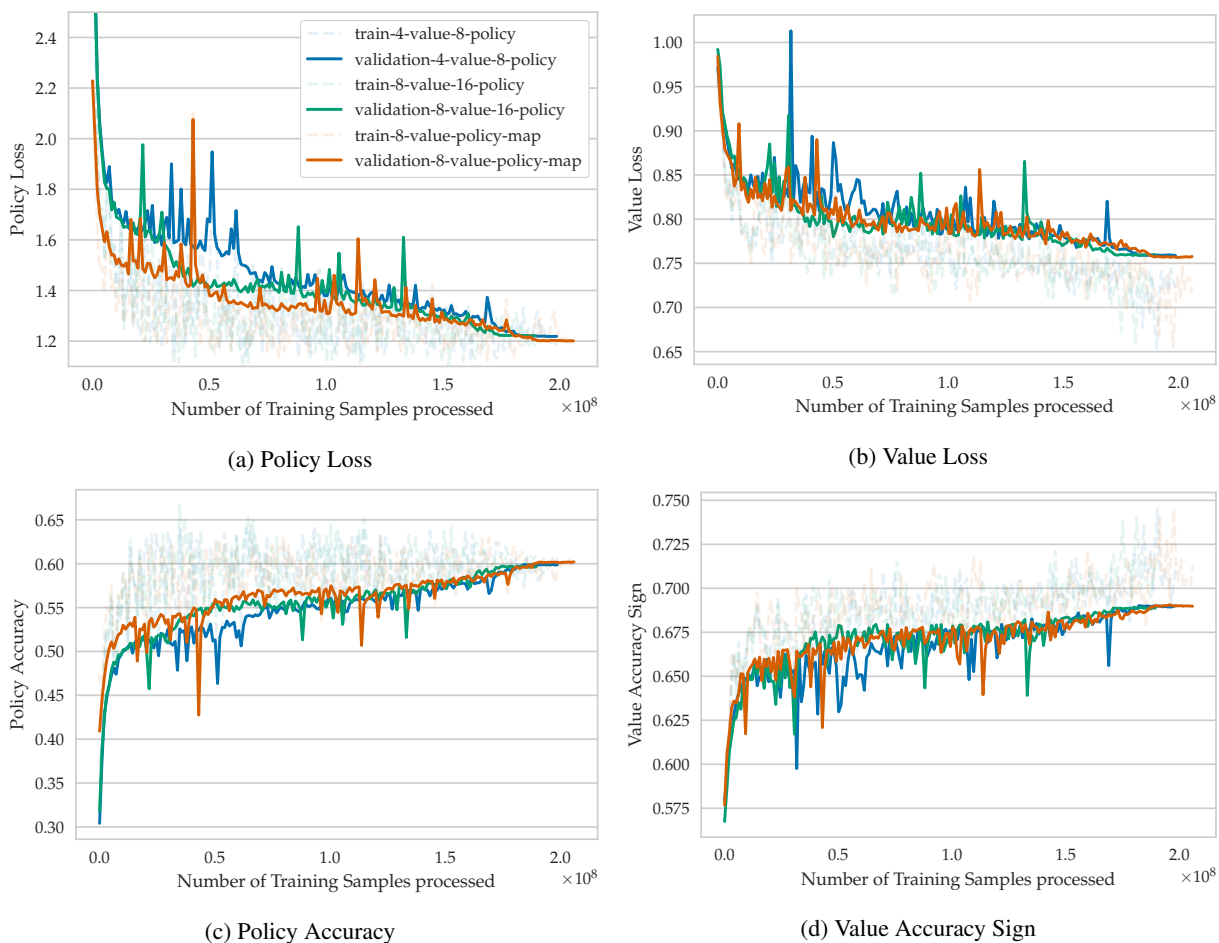 2.4
2.2
2.0
1.8
1.6
1.4
1.2
Policy Loss
train-4-value-8-policy
validation-4-value-8-policy
train-8-value-16-policy
validation-8-value-16-policy
train-8-value-policy-map
validation-8-value-policy-map
0.0 0.5 1.0 1.5 2.0
×10⁸
Number of Training Samples processed
(a) Policy Loss
1.00
0.95
0.90
0.85
0.80
0.75
0.70
0.65
Value Loss
0.0 0.5 1.0 1.5 2.0
×10⁸
Number of Training Samples processed
(b) Value Loss
0.65
0.60
0.55
0.50
0.45
0.40
0.35
0.30
Policy Accuracy
0.0 0.5 1.0 1.5 2.0
×10⁸
Number of Training Samples processed
(c) Policy Accuracy
0.750
0.725
0.700
0.675
0.650
0.625
0.600
0.575
Value Accuracy Sign
0.0 0.5 1.0 1.5 2.0
×10⁸
Number of Training Samples processed
(d) Value Accuracy Sign